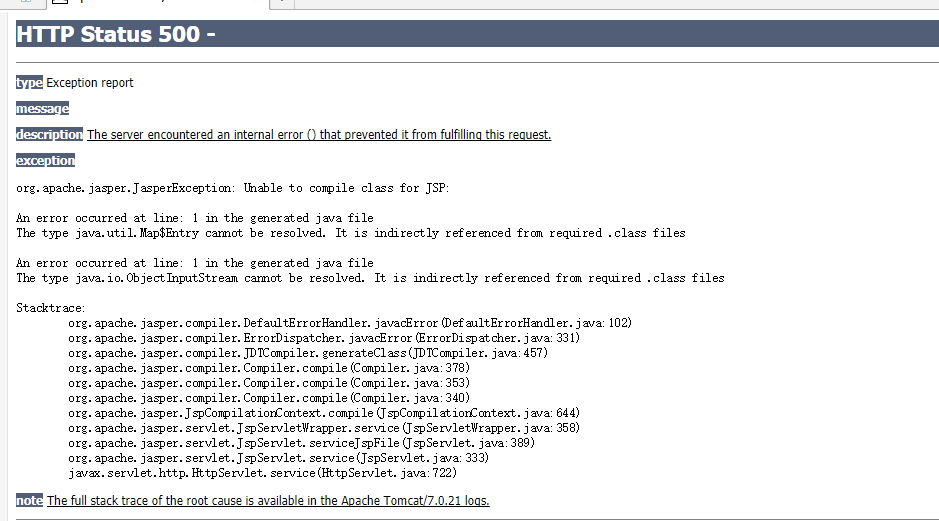 HTTP Status 500 -
type Exception report
message
description The server encountered an internal error () that prevented it from fulfilling this request.
exception
org.apache.jasper.JasperException: Unable to compile class for JSP:
An error occurred at line: 1 in the generated java file
The type java.util.Map$Entry cannot be resolved. It is indirectly referenced from required .class files
An error occurred at line: 1 in the generated java file
The type java.io.ObjectInputStream cannot be resolved. It is indirectly referenced from required .class files
Stacktrace:
org.apache.jasper.compiler.DefaultErrorHandler.javacError(DefaultErrorHandler.java:102)
org.apache.jasper.compiler.ErrorDispatcher.javacError(ErrorDispatcher.java:331)
org.apache.jasper.compiler.JDTCompiler.generateClass(JDTCompiler.java:457)
org.apache.jasper.compiler.Compiler.compile(Compiler.java:378)
org.apache.jasper.compiler.Compiler.compile(Compiler.java:353)
org.apache.jasper.compiler.Compiler.compile(Compiler.java:340)
org.apache.jasper.JspCompilationContext.compile(JspCompilationContext.java:644)
org.apache.jasper.servlet.JspServletWrapper.service(JspServletWrapper.java:358)
org.apache.jasper.servlet.JspServlet.serviceJspFile(JspServlet.java:389)
org.apache.jasper.servlet.JspServlet.service(JspServlet.java:333)
javax.servlet.http.HttpServlet.service(HttpServlet.java:722)
note The full stack trace of the root cause is available in the Apache Tomcat/7.0.21 logs.